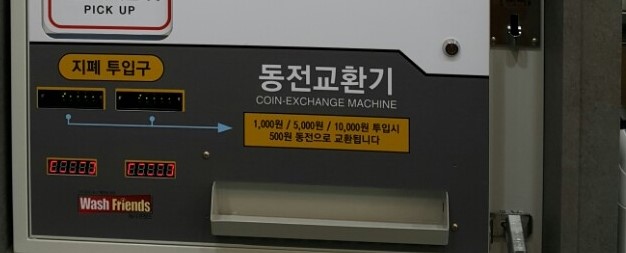 PICK UP
지폐 투입구
동전교환기
COIN-EXCHANGE MACHINE
1,000원 / 5,000원 / 10,000원 투입시
500원 동전으로 교환됩니다
Wash Friends